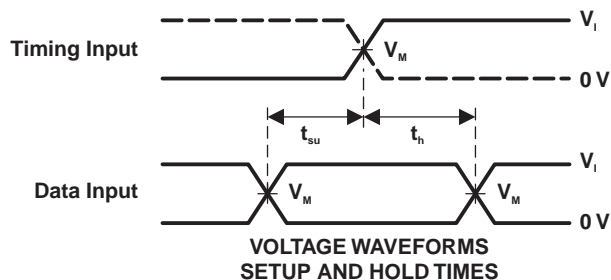 V_I
Timing Input
V_M
0 V
t_su
t_h
V_I
Data Input
V_M
V_M
0 V
VOLTAGE WAVEFORMS
SETUP AND HOLD TIMES